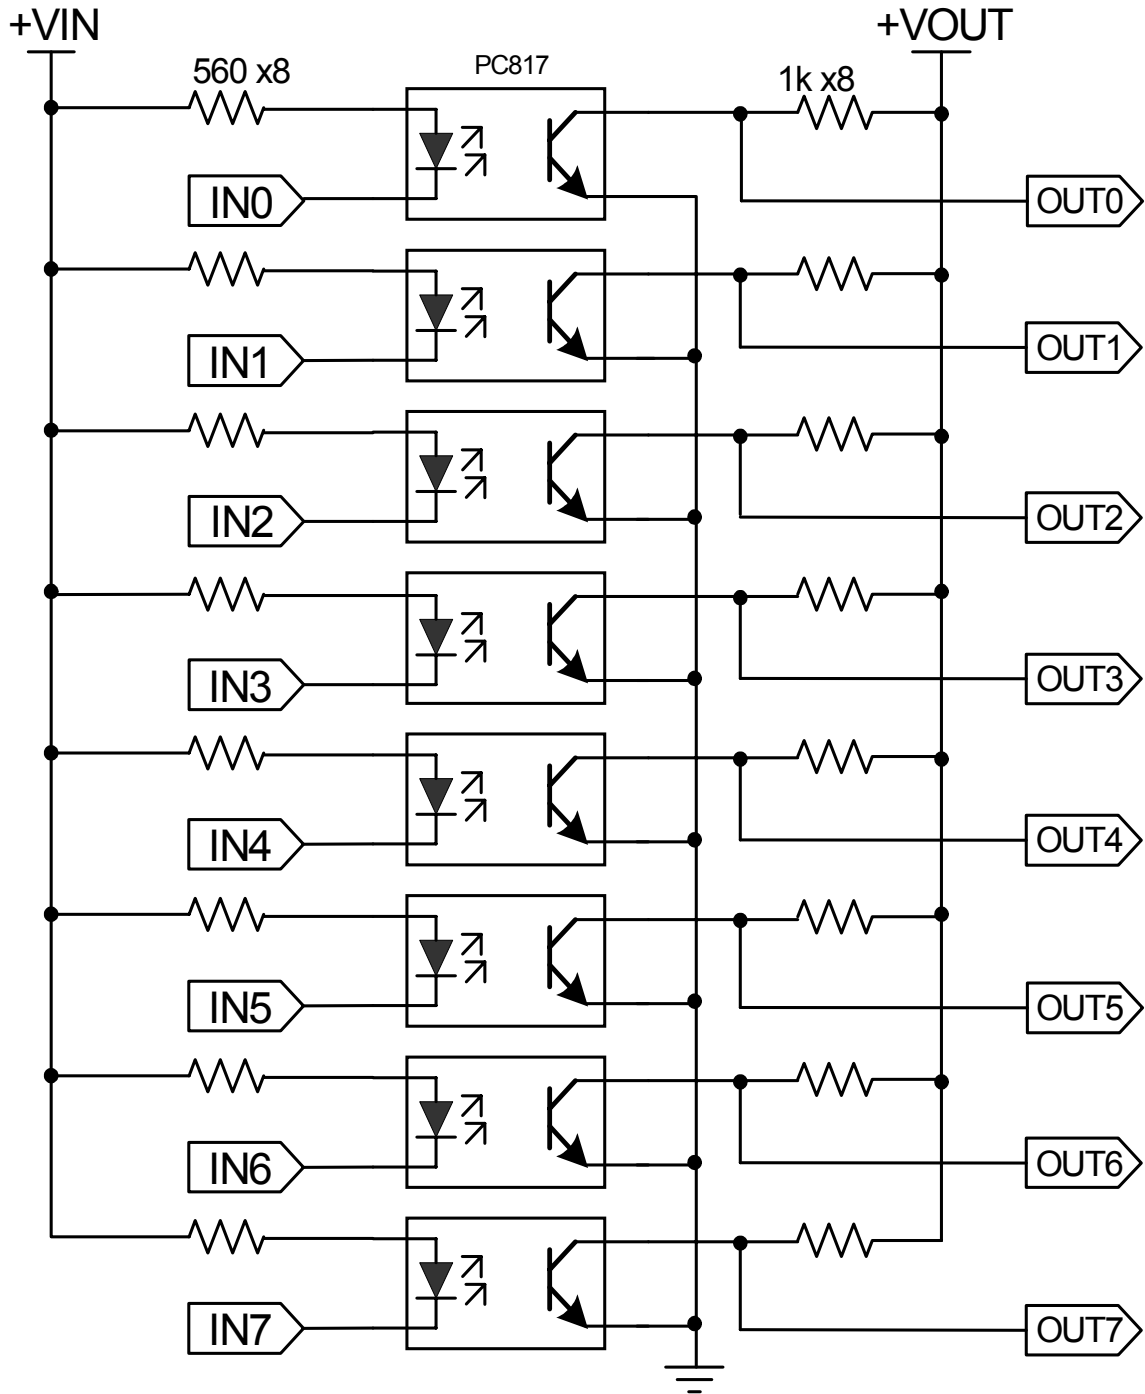 +VIN
+VOUT
560 x8
PC817
1k x8
IN0
OUT0
IN1
OUT1
IN2
OUT2
IN3
OUT3
IN4
OUT4
IN5
OUT5
IN6
OUT6
IN7
OUT7